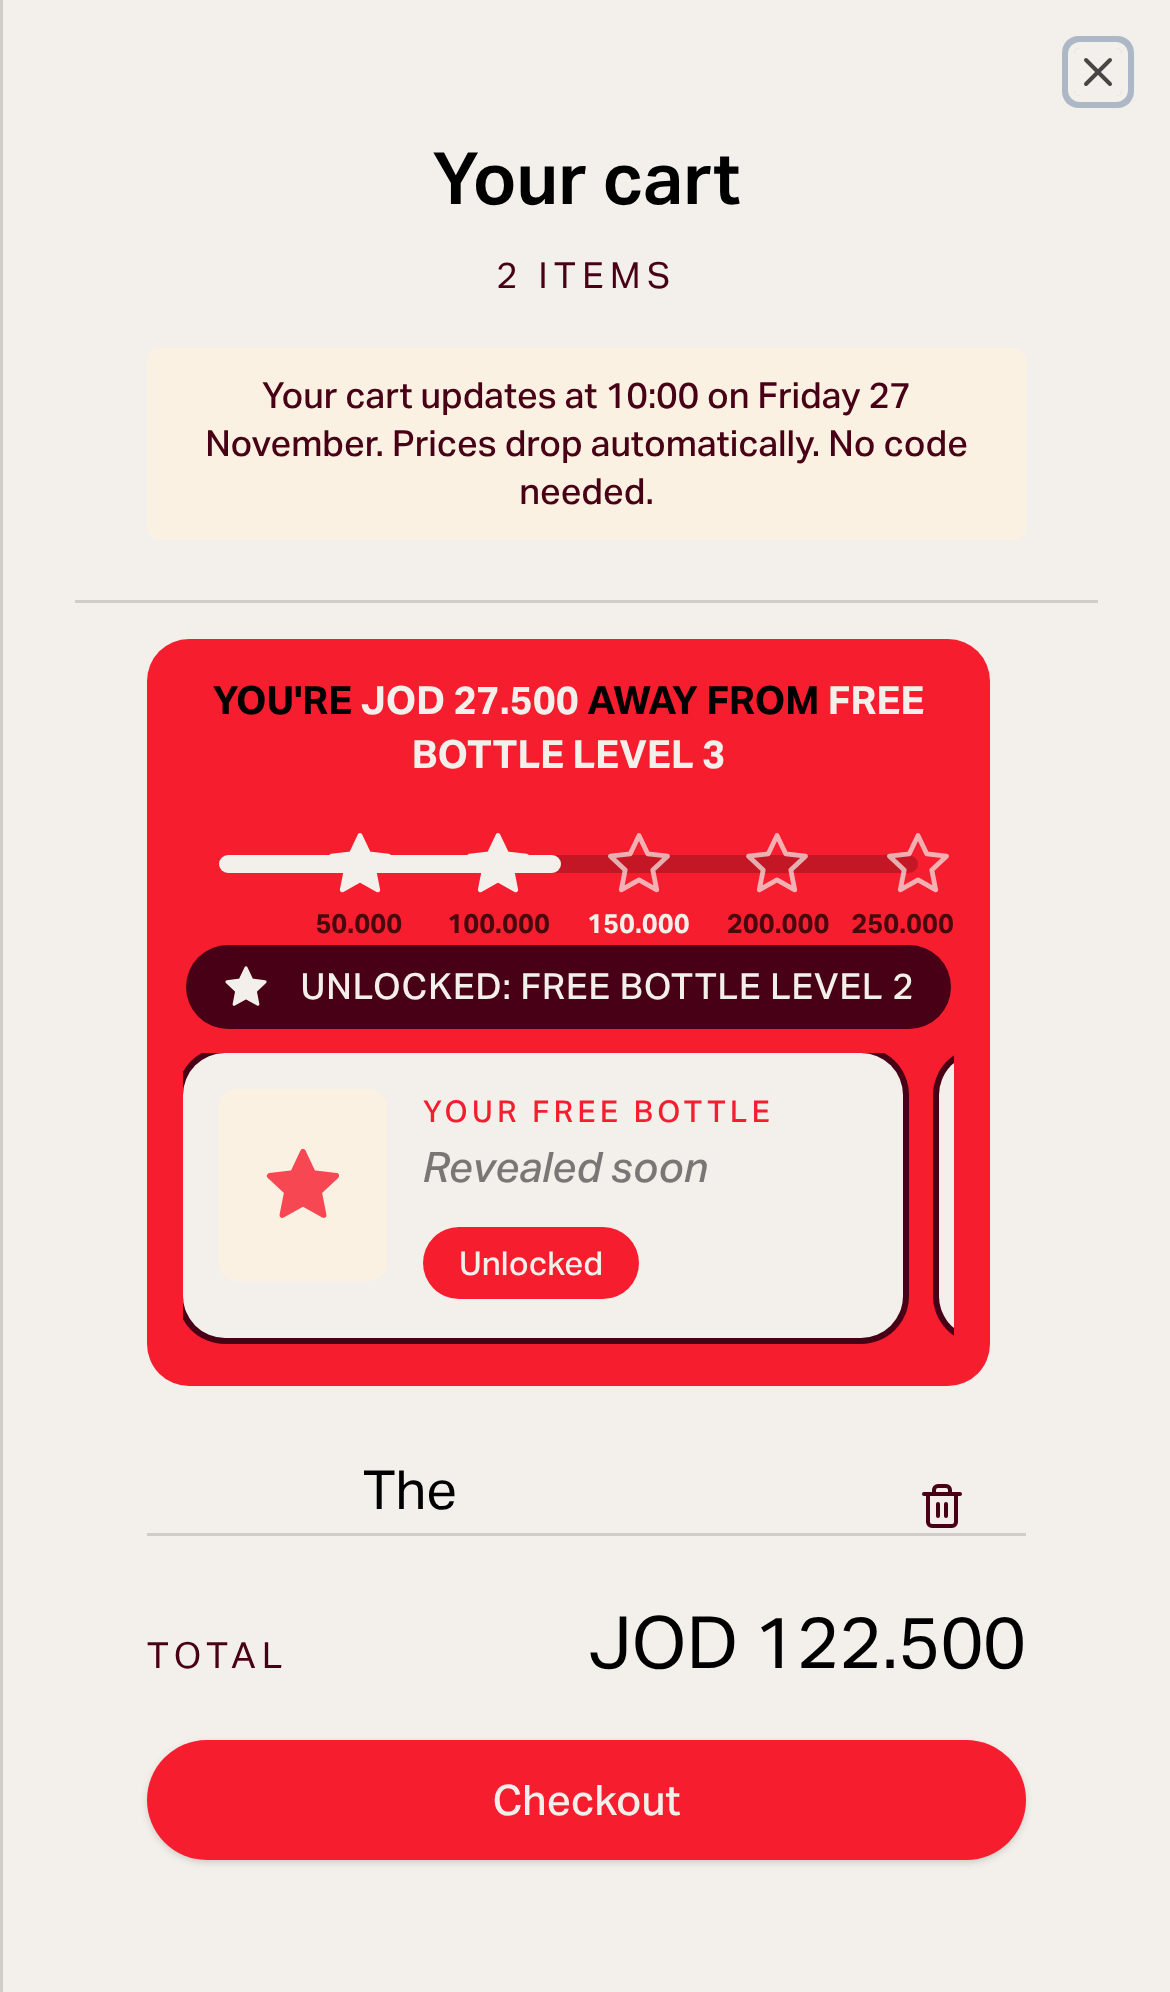 Your cart
2 ITEMS
Your cart updates at 10:00 on Friday 27
November. Prices drop automatically. No code
needed.
YOU'RE JOD 27.500 AWAY FROM FREE
BOTTLE LEVEL 3
50.000 100.000 150.000 200.000 250.000
UNLOCKED: FREE BOTTLE LEVEL 2
YOUR FREE BOTTLE
Revealed soon
Unlocked
The
TOTAL JOD 122.500
Checkout